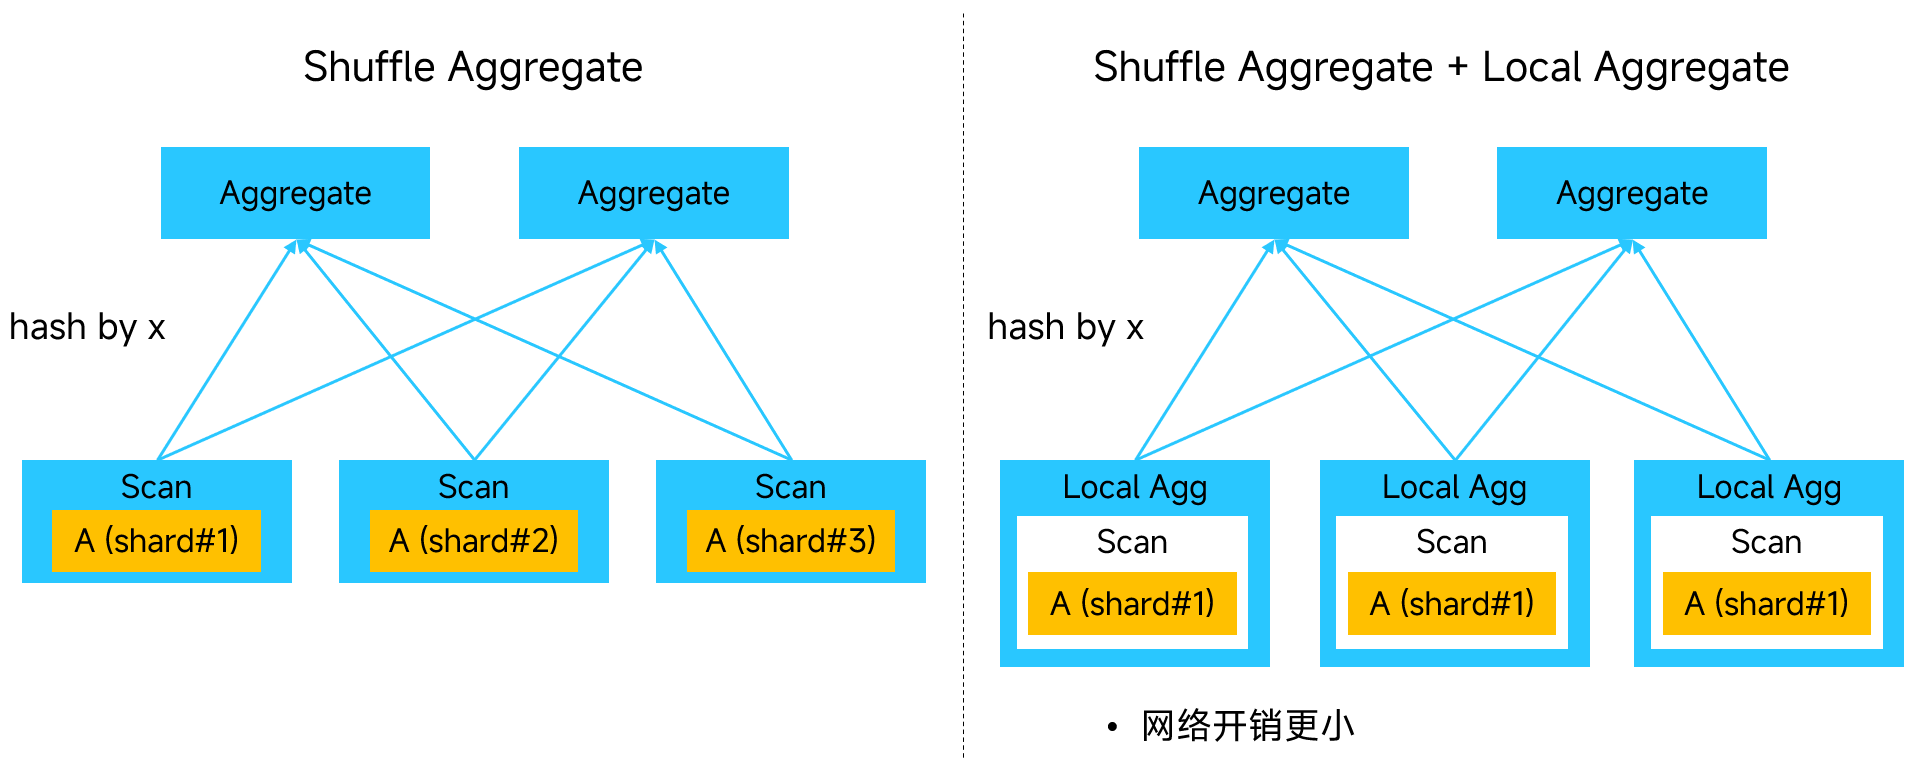 Shuffle Aggregate
Aggregate
Aggregate
hash by x
Scan
A (shard#1)
Scan
A (shard#2)
Scan
A (shard#3)
Shuffle Aggregate + Local Aggregate
Aggregate
Aggregate
hash by x
Local Agg
Scan
A (shard#1)
Local Agg
Scan
A (shard#1)
Local Agg
Scan
A (shard#1)
• 网络开销更小